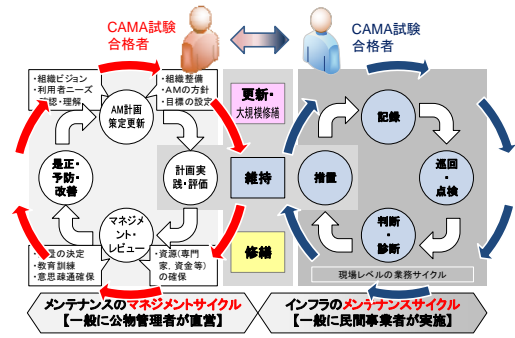 CAMA試験
合格者
CAMA試験
合格者
・組織ビジョン
・利用者ニーズ
認・理解
・組織整備
・AMの方針
・目標の設定
AM計画
策定更新
是正・
予防・
改善
計画実
践・評価
マネジメ
ント・
レビュー
の決定
・教育訓練
・意思疎通確保
・資源(専門
家, 資金等)
の確保
更新・
大規模修繕
維持
修繕
記録
巡回
・
点検
措置
判断
・
診断
現場レベルの業務サイクル
メンテナンスのマネジメントサイクル
【一般に公物管理者が直営】
インフラのメンテナンスサイクル
【一般に民間事業者が実施】